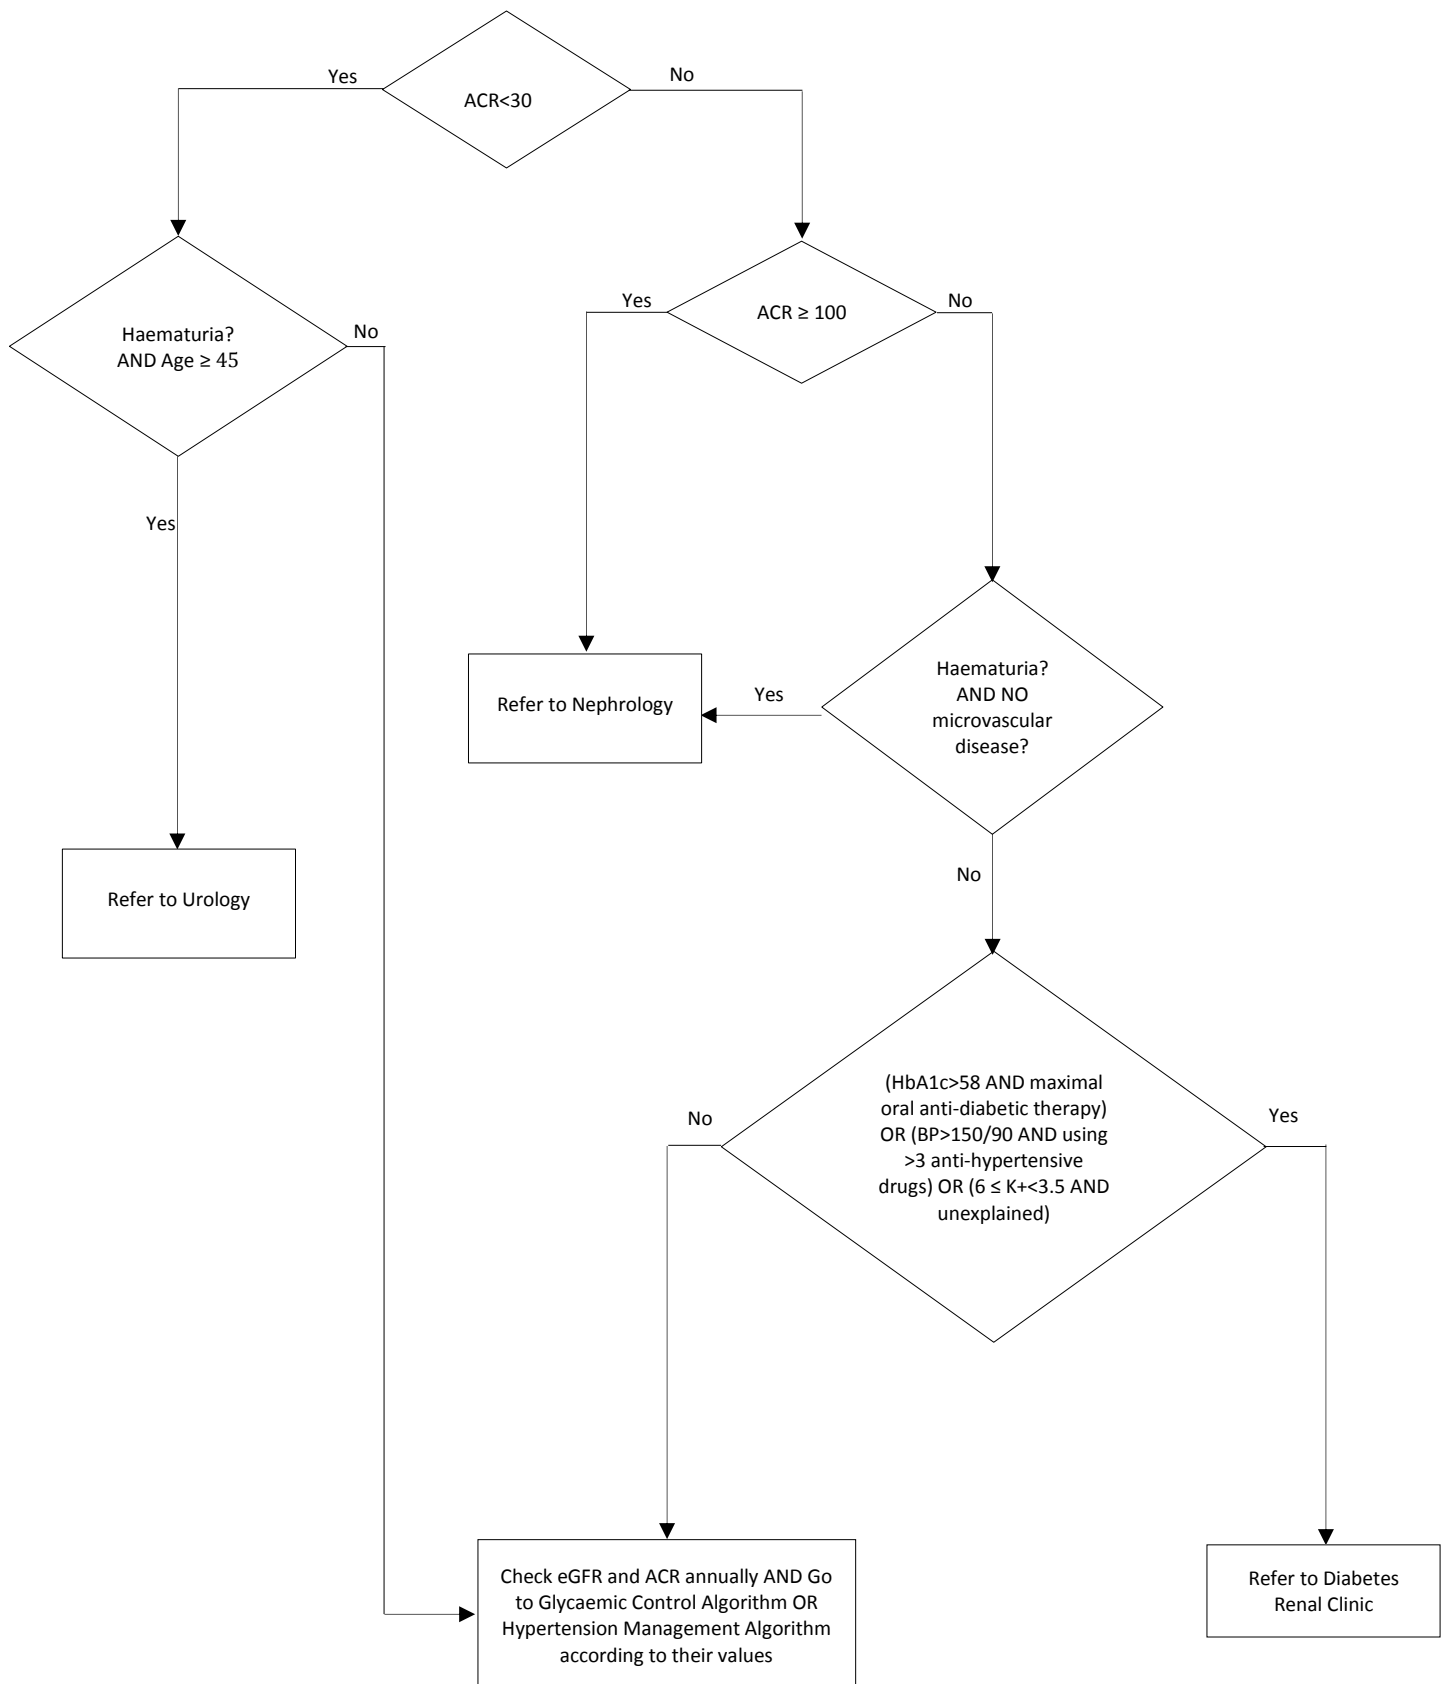 Yes
No
ACR<30
Haematuria?
AND Age ≥ 45
No
Yes
ACR ≥ 100
No
Yes
Refer to Nephrology
Yes
Haematuria?
AND NO
microvascular
disease?
Refer to Urology
No
No
(HbA1c>58 AND maximal
oral anti-diabetic therapy)
OR (BP>150/90 AND using
>3 anti-hypertensive
drugs) OR (6 ≤ K+<3.5 AND
unexplained)
Yes
Check eGFR and ACR annually AND Go
to Glycaemic Control Algorithm OR
Hypertension Management Algorithm
according to their values
Refer to Diabetes
Renal Clinic